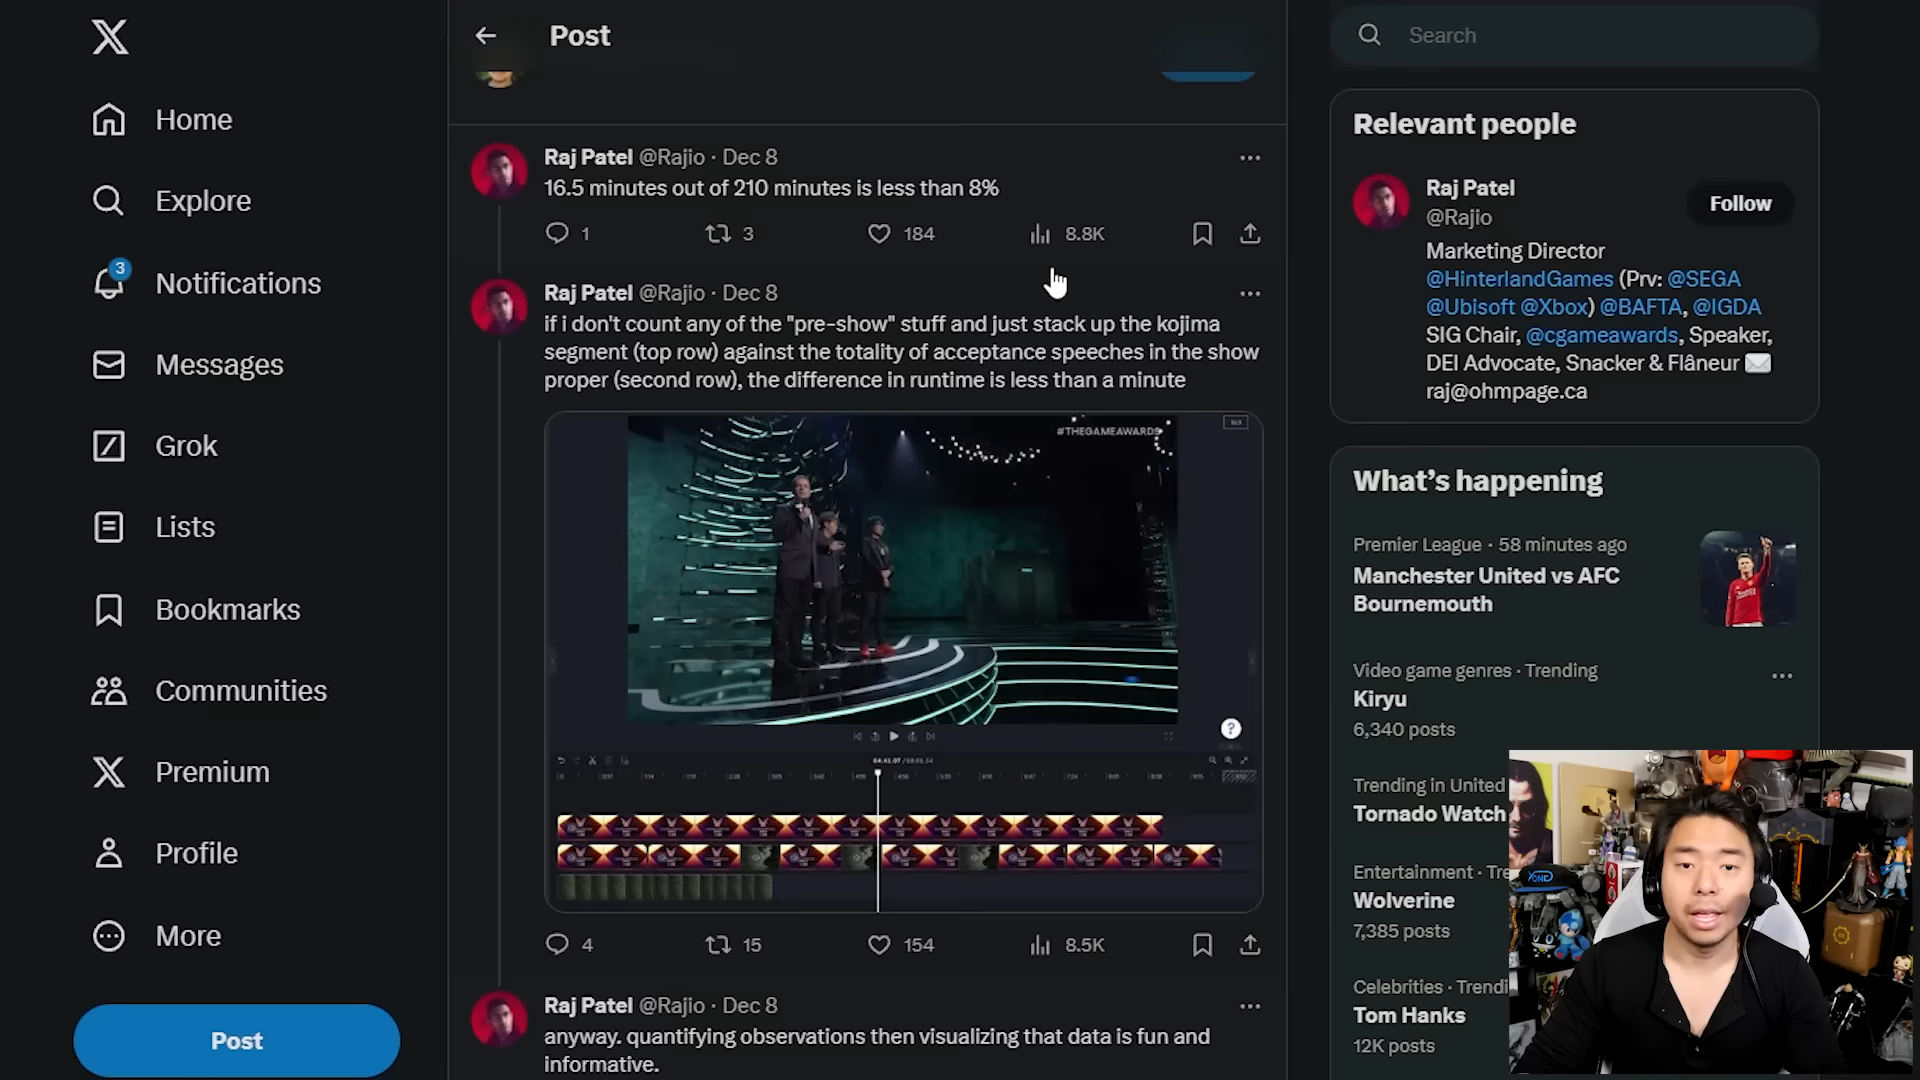 Post
Search
Home
Explore
3
Notifications
Messages
Grok
Lists
Bookmarks
Communities
Premium
Profile
More
Post
Raj Patel @Rajio · Dec 8
16.5 minutes out of 210 minutes is less than 8%
1 3 184 8.8K
Raj Patel @Rajio · Dec 8
if i don't count any of the "pre-show" stuff and just stack up the kojima
segment (top row) against the totality of acceptance speeches in the show
proper (second row), the difference in runtime is less than a minute
#THEGAMEAWARDS
?
4 15 154 8.5K
Raj Patel @Rajio · Dec 8
anyway. quantifying observations then visualizing that data is fun and
informative.
Relevant people
Raj Patel
@Rajio
Follow
Marketing Director
@HinterlandGames (Prv: @SEGA
@Ubisoft @Xbox) @BAFTA, @IGDA
SIG Chair, @cgameawards, Speaker,
DEI Advocate, Snacker & Flâneur
raj@ohmpage.ca
What's happening
Premier League · 58 minutes ago
Manchester United vs AFC
Bournemouth
Video game genres · Trending
Kiryu
6,340 posts
Trending in United
Tornado Watch
Entertainment · Tre
Wolverine
7,385 posts
Celebrities · Trendi
Tom Hanks
12K posts